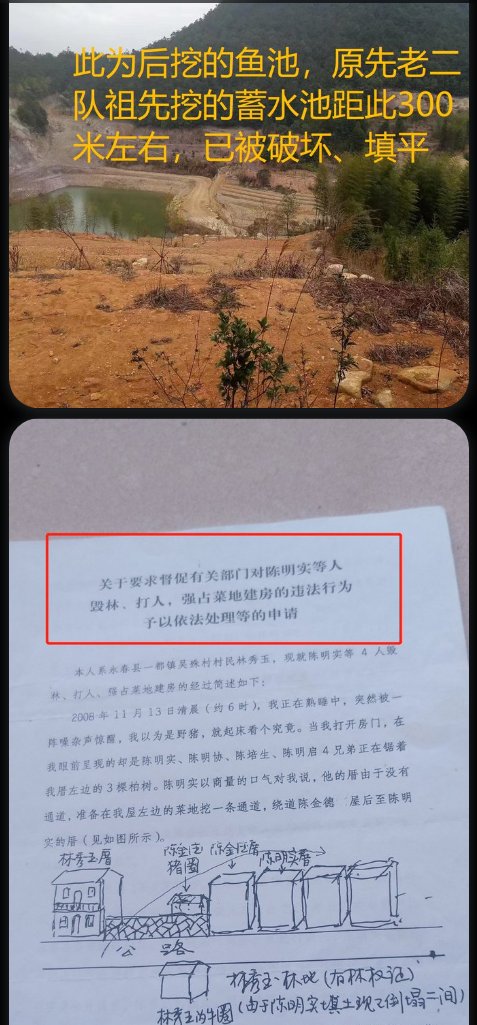 此为后挖的鱼池，原先老二
队祖先挖的蓄水池距此300
米左右，已被破坏、填平
关于要求督促有关部门对陈明实等人
毁林、打人，强占菜地建房的违法行为
予以依法处理等的申请
本人系永春县一都镇吴殊村村民林秀玉，现就陈明实等 4 人毁
林、打人、强占菜地建房的经过简述如下：
2008 年 11 月 13 日清晨（约 6 时），我正在熟睡中，突然被一
阵嘈杂声惊醒，我以为是野猪，就起床看个究竟。当我打开房门，在
我眼前呈现的却是陈明实、陈明协、陈培生、陈明启 4 兄弟正在锯着
我厝左边的 3 棵柏树。陈明实以商量的口气对我说，他的厝由于没有
通道，准备在我屋左边的菜地挖一条通道，绕道陈金德 屋后至陈明
实的厝（见如图所示）。
林秀玉厝
猪圈
陈明实厝
公 路
林秀玉林地（有林权证）
林秀玉的牛圈（由于陈明实填土现已倒塌二间）